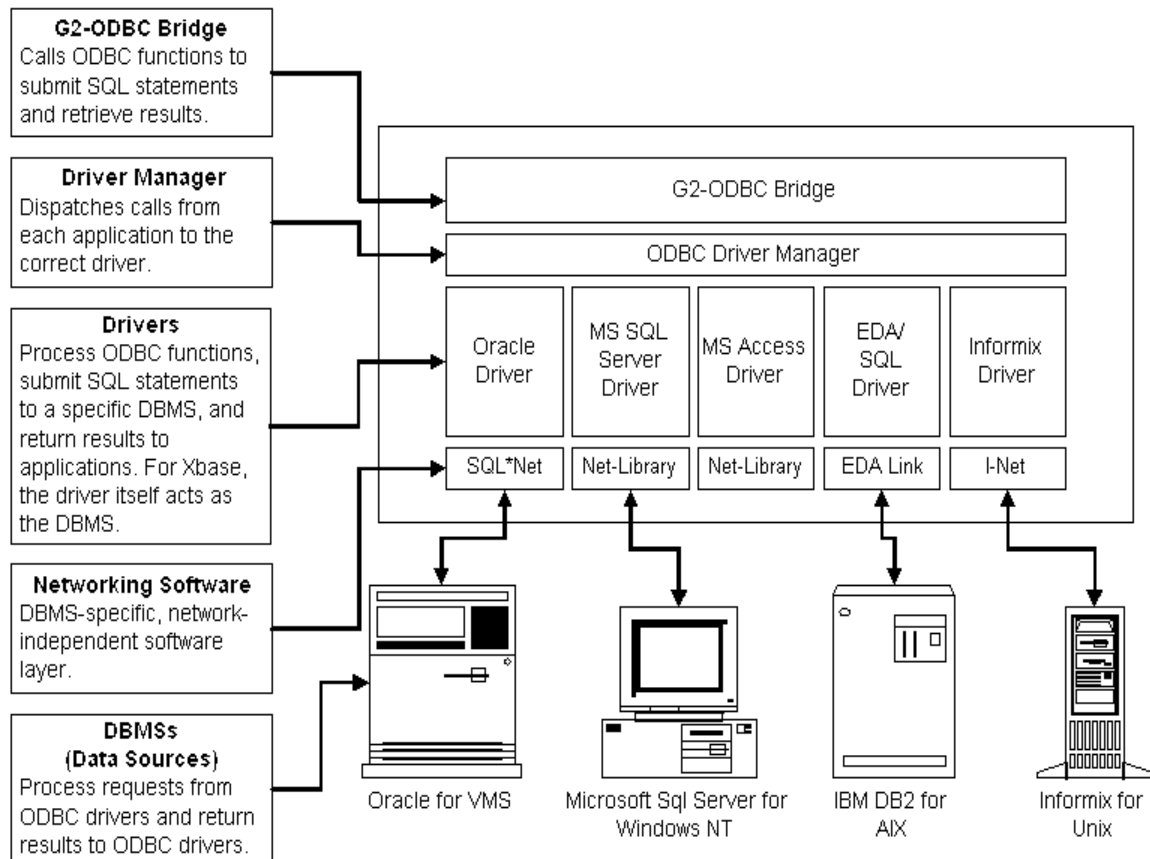 G2-ODBC Bridge
Calls ODBC functions to
submit SQL statements
and retrieve results.
Driver Manager
Dispatches calls from
each application to the
correct driver.
Drivers
Process ODBC functions,
submit SQL statements
to a specific DBMS, and
return results to
applications. For Xbase,
the driver itself acts as
the DBMS.
Networking Software
DBMS-specific, network-
independent software
layer.
DBMSs
(Data Sources)
Process requests from
ODBC drivers and return
results to ODBC drivers.
G2-ODBC Bridge
ODBC Driver Manager
Oracle
Driver
MS SQL
Server
Driver
MS Access
Driver
EDA/
SQL
Driver
Informix
Driver
SQL*Net
Net-Library
Net-Library
EDA Link
I-Net
Oracle for VMS
Microsoft Sql Server for
Windows NT
IBM DB2 for
AIX
Informix for
Unix